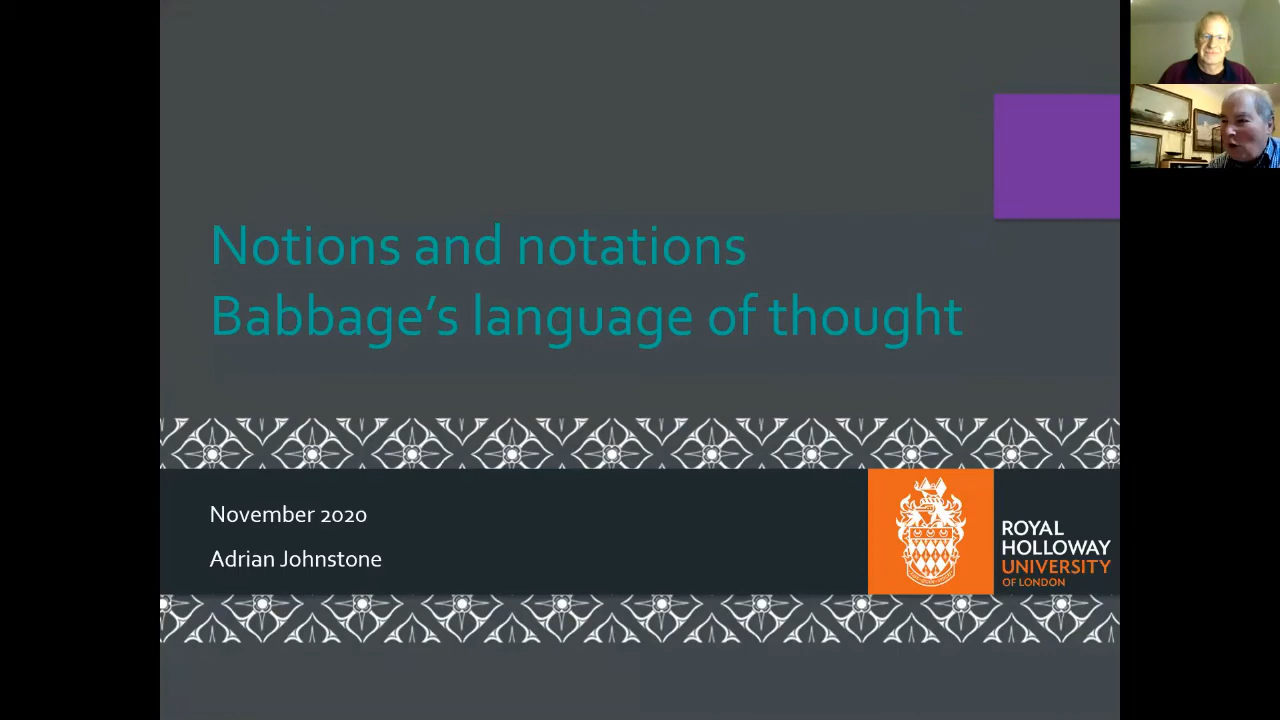 Notions and notations
Babbage's language of thought
November 2020
Adrian Johnstone
ROYAL
HOLLOWAY
UNIVERSITY
OF LONDON